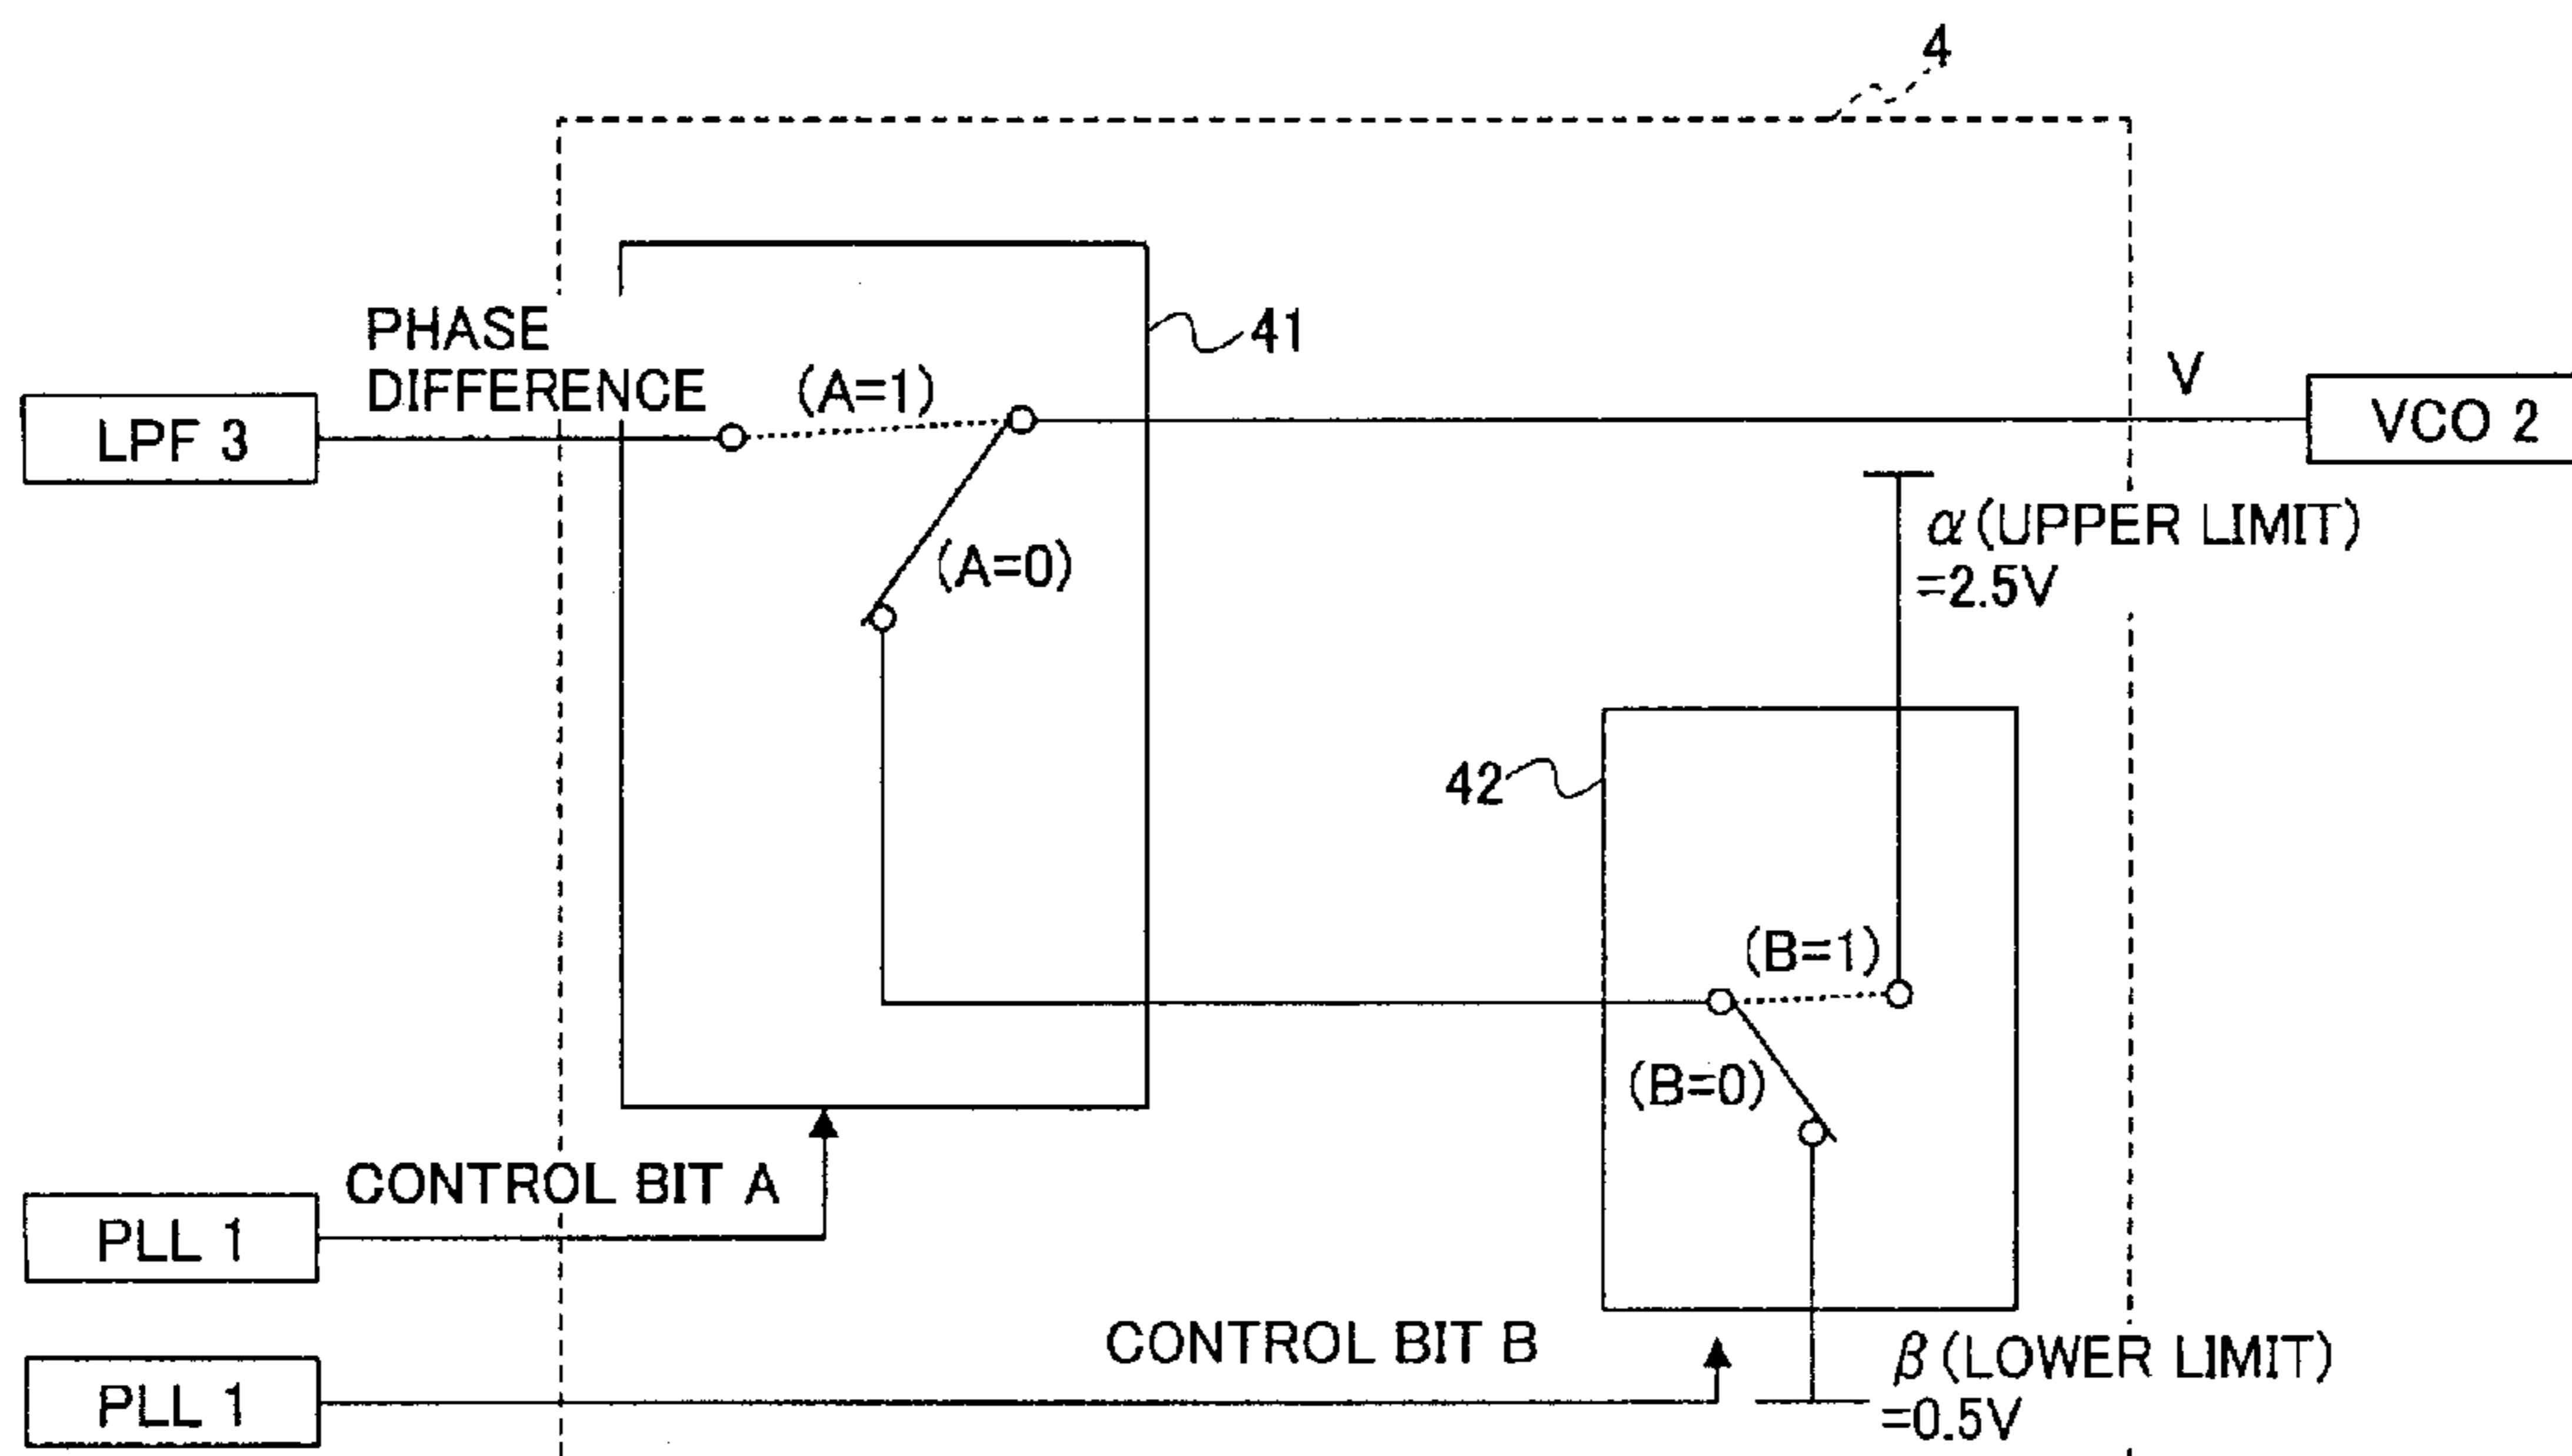 4
PHASE
DIFFERENCE
LPF 3
(A=1)
41
V
VCO 2
(A=0)
α(UPPER LIMIT)
=2.5V
42
(B=1)
(B=0)
CONTROL BIT A
PLL 1
CONTROL BIT B
PLL 1
β(LOWER LIMIT)
=0.5V